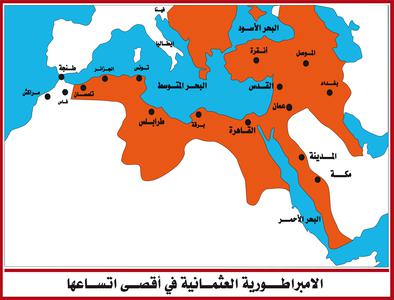 فينا
ايطاليا
البحر الأسود
أنقرة
الموصل
طنجة
الجزائر
تونس
البحر المتوسط
القدس
بغداد
مراكش
فاس
تلمسان
عمان
طرابلس
برقة
القاهرة
المدينة
مكة
البحر الأحمر
الامبراطورية العثمانية في أقصى اتساعها